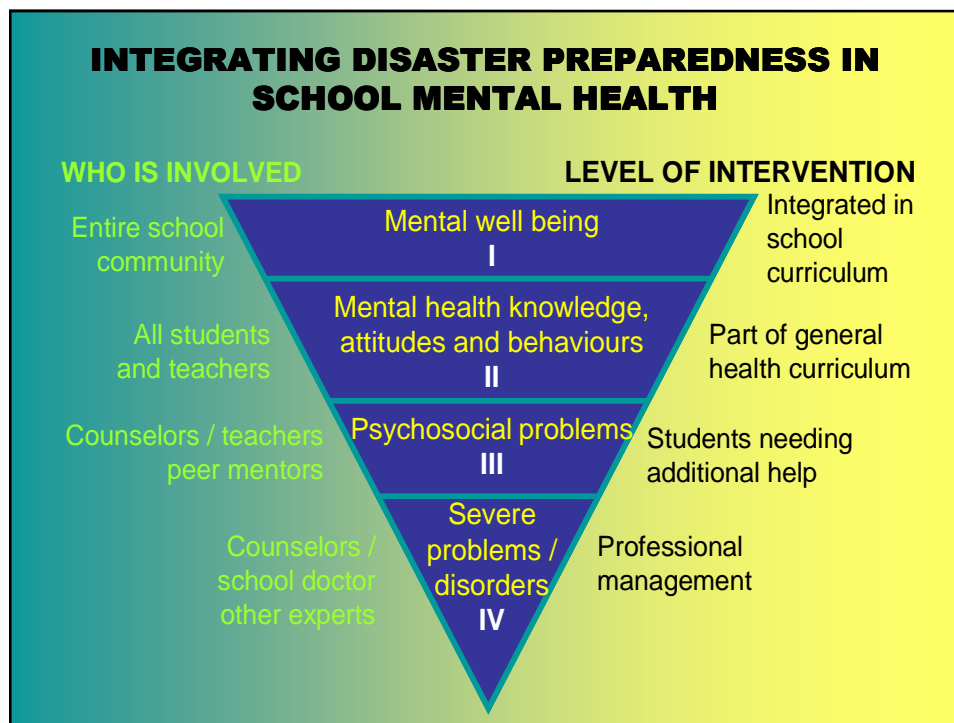 INTEGRATING DISASTER PREPAREDNESS IN
SCHOOL MENTAL HEALTH
WHO IS INVOLVED
LEVEL OF INTERVENTION
Entire school
community
Mental well being
I
Integrated in
school
curriculum
All students
and teachers
Mental health knowledge,
attitudes and behaviours
II
Part of general
health curriculum
Counselors / teachers
peer mentors
Psychosocial problems
III
Students needing
additional help
Counselors /
school doctor
other experts
Severe
problems /
disorders
IV
Professional
management